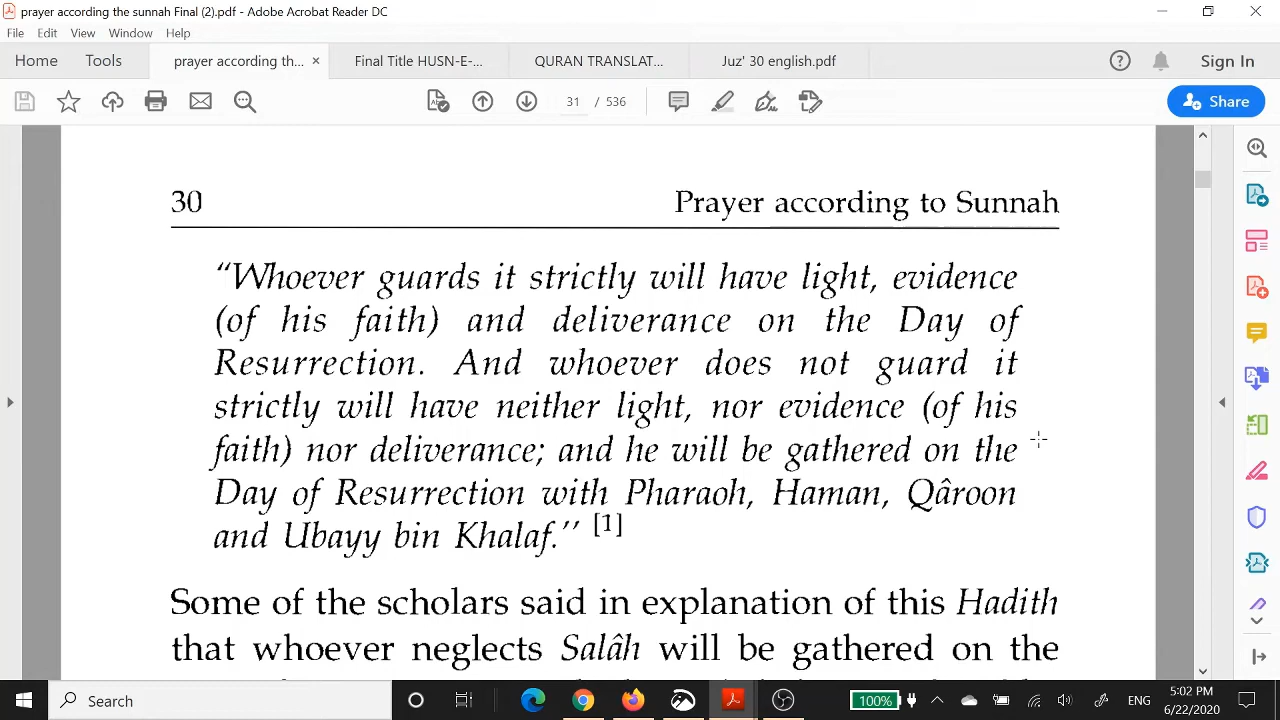 prayer according the sunnah Final (2).pdf - Adobe Acrobat Reader DC
File Edit View Window Help
Home Tools prayer according th... × Final Title HUSN-E-... QURAN TRANSLAT... Juz' 30 english.pdf Sign In
31 / 536 Share
30 Prayer according to Sunnah
“Whoever guards it strictly will have light, evidence
(of his faith) and deliverance on the Day of
Resurrection. And whoever does not guard it
strictly will have neither light, nor evidence (of his
faith) nor deliverance; and he will be gathered on the
Day of Resurrection with Pharaoh, Haman, Qâroon
and Ubayy bin Khalaf.’’ [1]
Some of the scholars said in explanation of this Hadith
that whoever neglects Salâh will be gathered on the
Search 100% ENG 5:02 PM
6/22/2020